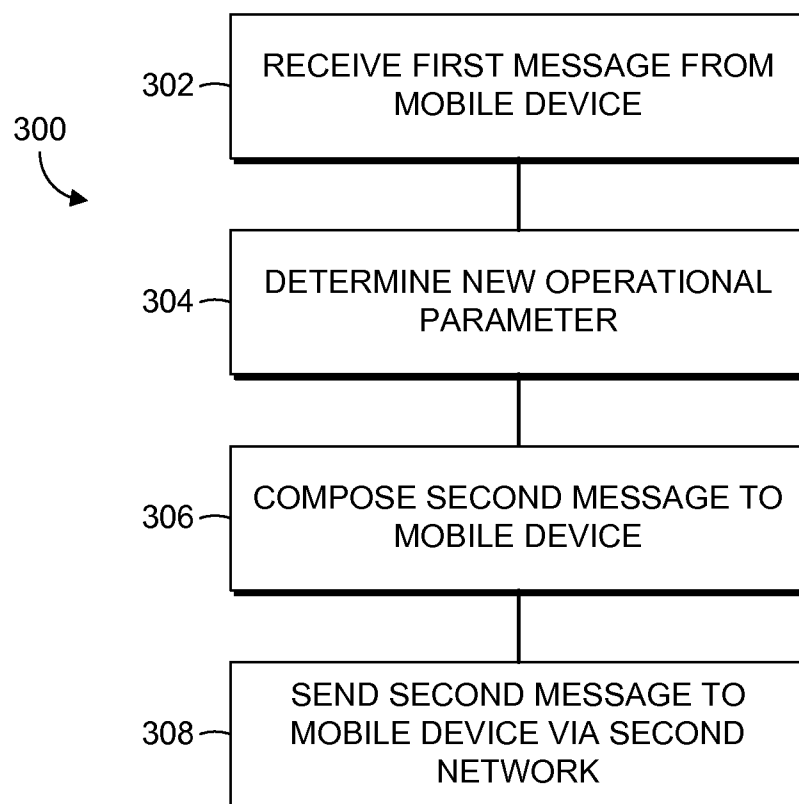 302
RECEIVE FIRST MESSAGE FROM
MOBILE DEVICE
300
304
DETERMINE NEW OPERATIONAL
PARAMETER
306
COMPOSE SECOND MESSAGE TO
MOBILE DEVICE
308
SEND SECOND MESSAGE TO
MOBILE DEVICE VIA SECOND
NETWORK